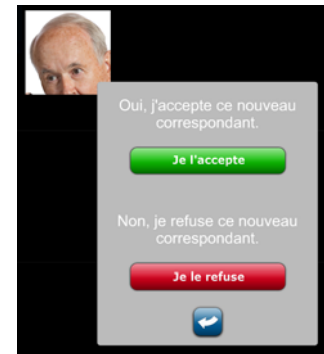 Oui, j'accepte ce nouveau
correspondant.
Je l'accepte
Non, je refuse ce nouveau
correspondant.
Je le refuse